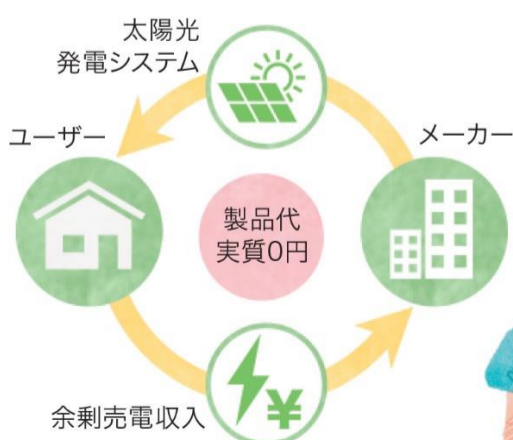 太陽光
発電システム
ユーザー
メーカー
製品代
実質0円
余剰売電収入
¥